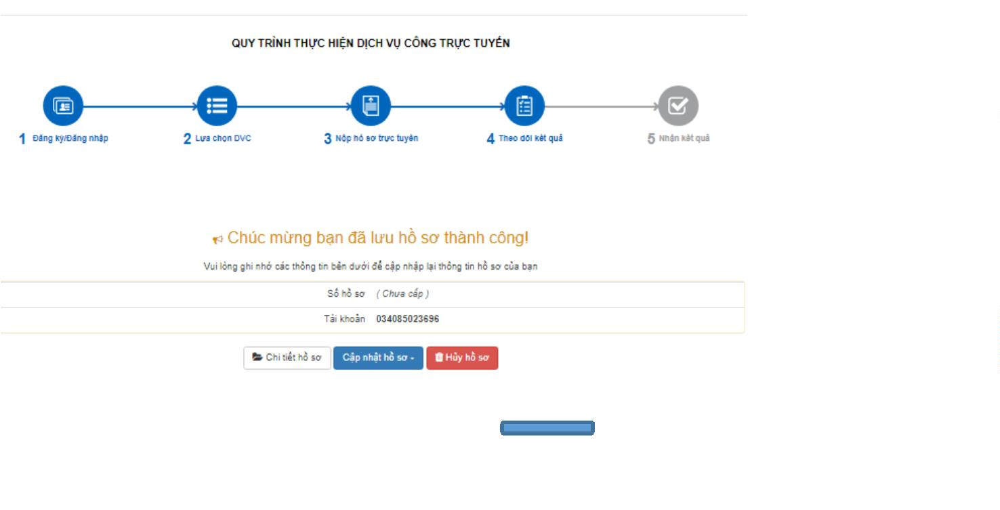 QUY TRÌNH THỰC HIỆN DỊCH VỤ CÔNG TRỰC TUYẾN
1 Đăng ký/Đăng nhập
2 Lựa chọn DVC
3 Nộp hồ sơ trực tuyến
4 Theo dõi kết quả
5 Nhận kết quả
Chúc mừng bạn đã lưu hồ sơ thành công!
Vui lòng ghi nhớ các thông tin bên dưới để cập nhập lại thông tin hồ sơ của bạn
Số hồ sơ ( Chưa cấp )
Tài khoản 034085023696
Chi tiết hồ sơ Cập nhật hồ sơ Hủy hồ sơ